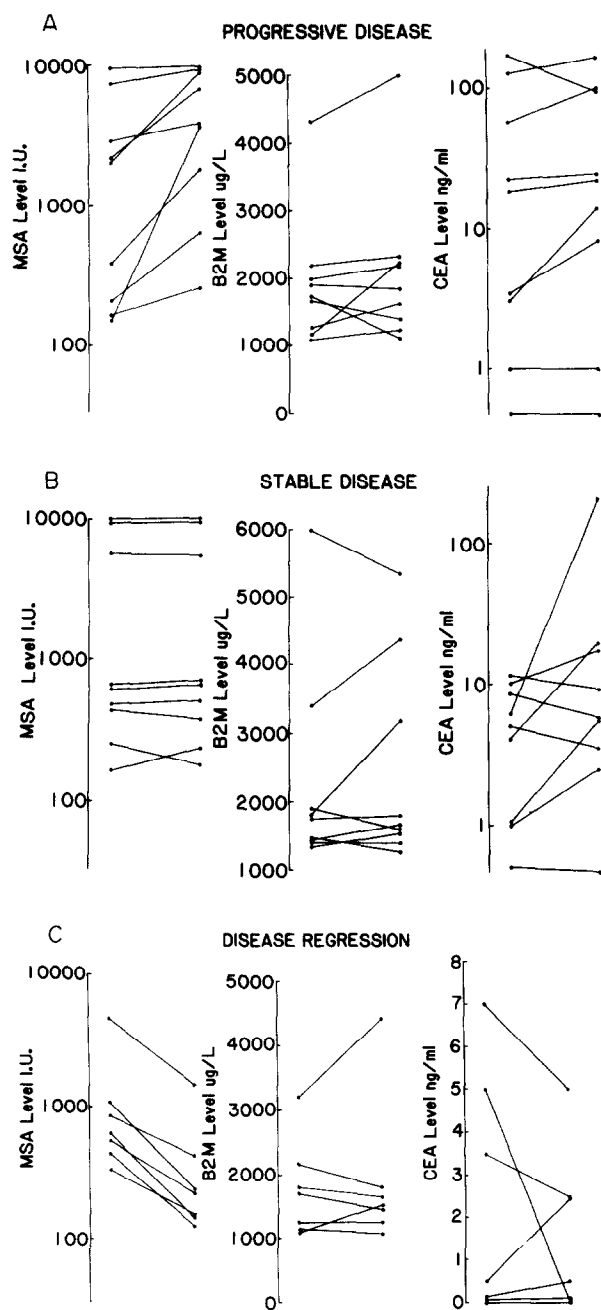 A
PROGRESSIVE DISEASE
MSA Level I.U.
10000
1000
100
B2M Level ug/L
5000
4000
3000
2000
1000
0
CEA Level ng/ml
100
10
1
B
STABLE DISEASE
MSA Level I.U.
10000
1000
100
B2M Level ug/L
6000
5000
4000
3000
2000
1000
CEA Level ng/ml
100
10
1
C
DISEASE REGRESSION
MSA Level I.U.
10000
1000
100
B2M Level ug/L
5000
4000
3000
2000
1000
0
CEA Level ng/ml
8
7
6
5
4
3
2
1
0